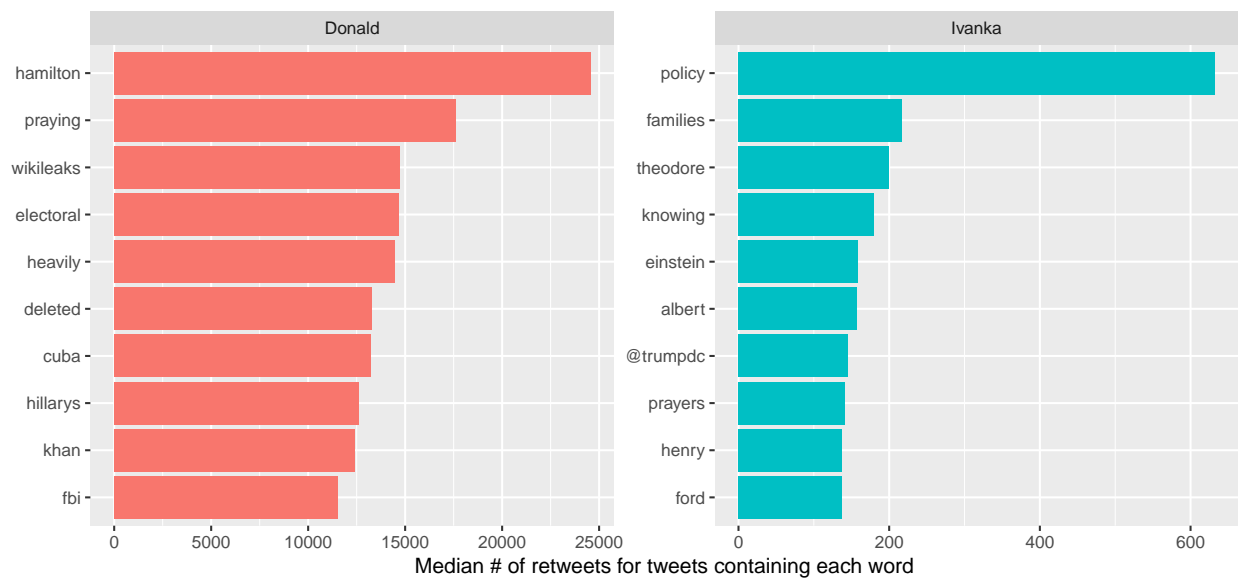 Donald
hamilton
praying
wikileaks
electoral
heavily
deleted
cuba
hillarys
khan
fbi
0 5000 10000 15000 20000 25000
Ivanka
policy
families
theodore
knowing
einstein
albert
@trumpdc
prayers
henry
ford
0 200 400 600
Median # of retweets for tweets containing each word